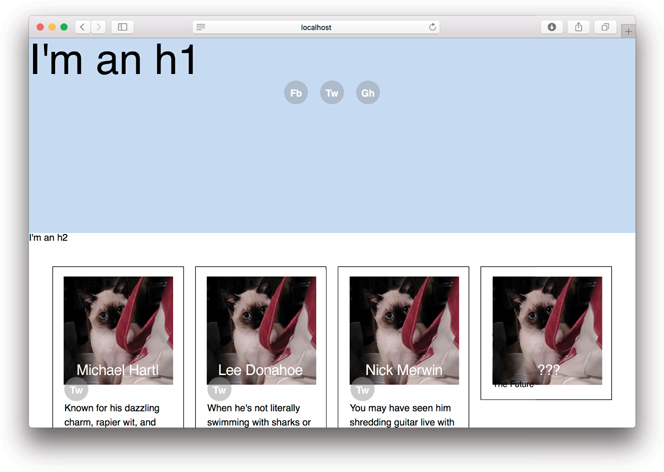 localhost
I'm an h1
Fb Tw Gh
I'm an h2
Michael Hartl
Tw
Known for his dazzling
charm, rapier wit, and
Lee Donahoe
Tw
When he's not literally
swimming with sharks or
Nick Merwin
Tw
You may have seen him
shredding guitar live with
???
The Future